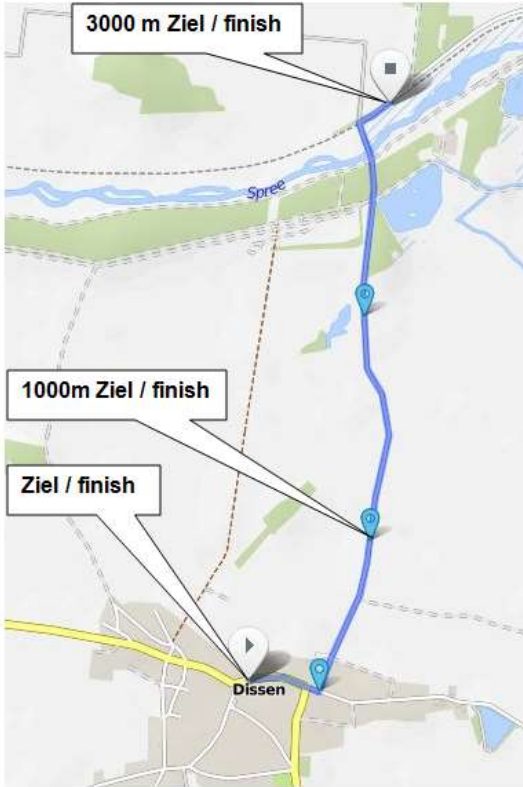 3000 m Ziel / finish
Spree
1000m Ziel / finish
Ziel / finish
Dissen